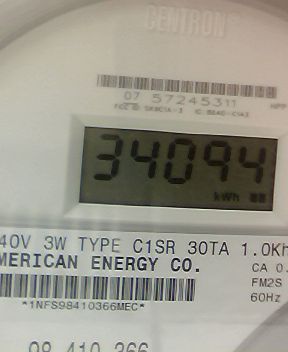 CENTRON®
07 57245311
34094
kWh
40V 3W TYPE C1SR 30TA 1.0Kh
MERICAN ENERGY CO.
CA 0.
FM2S
60Hz
*1NFS98410366MEC*
98 410 366